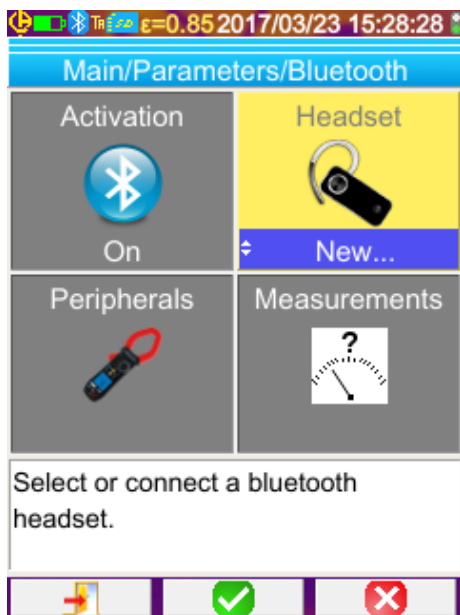 TR ε=0.85 2017/03/23 15:28:28
Main/Parameters/Bluetooth
Activation
Headset
On
New...
Peripherals
Measurements
?
Select or connect a bluetooth
headset.